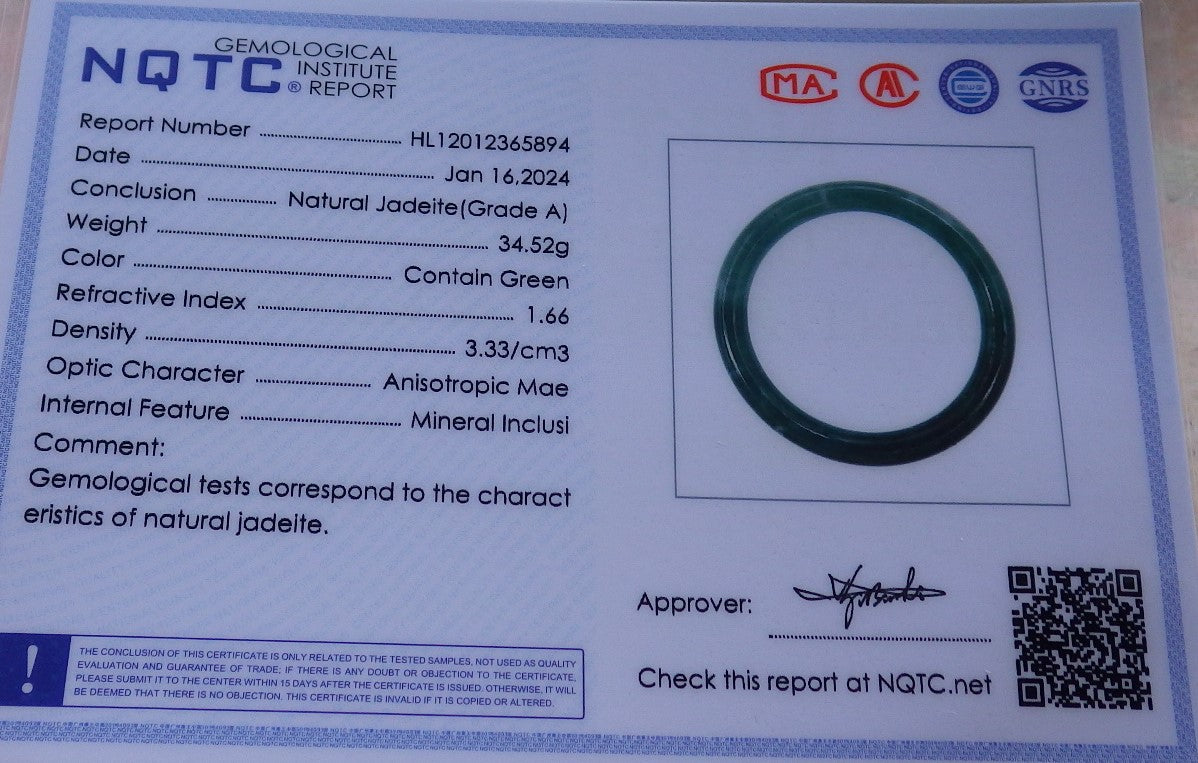 NQTC® GEMOLOGICAL INSTITUTE REPORT
MA
GNRS
Report Number HL12012365894
Date Jan 16,2024
Conclusion Natural Jadeite(Grade A)
Weight 34.52g
Color Contain Green
Refractive Index 1.66
Density 3.33/cm3
Optic Character Anisotropic Mae
Internal Feature Mineral Inclusi
Comment:
Gemological tests correspond to the charact
eristics of natural jadeite.
!
THE CONCLUSION OF THIS CERTIFICATE IS ONLY RELATED TO THE TESTED SAMPLES, NOT USED AS QUALITY
EVALUATION AND GUARANTEE OF TRADE; IF THERE IS ANY DOUBT OR OBJECTION TO THE CERTIFICATE,
PLEASE SUBMIT IT TO THE CENTER WITHIN 15 DAYS AFTER THE CERTIFICATE IS ISSUED. OTHERWISE, IT WILL
BE DEEMED THAT THERE IS NO OBJECTION. THIS CERTIFICATE IS INVALID IF IT IS COPIED OR ALTERED.
Approver:
Check this report at NQTC.net